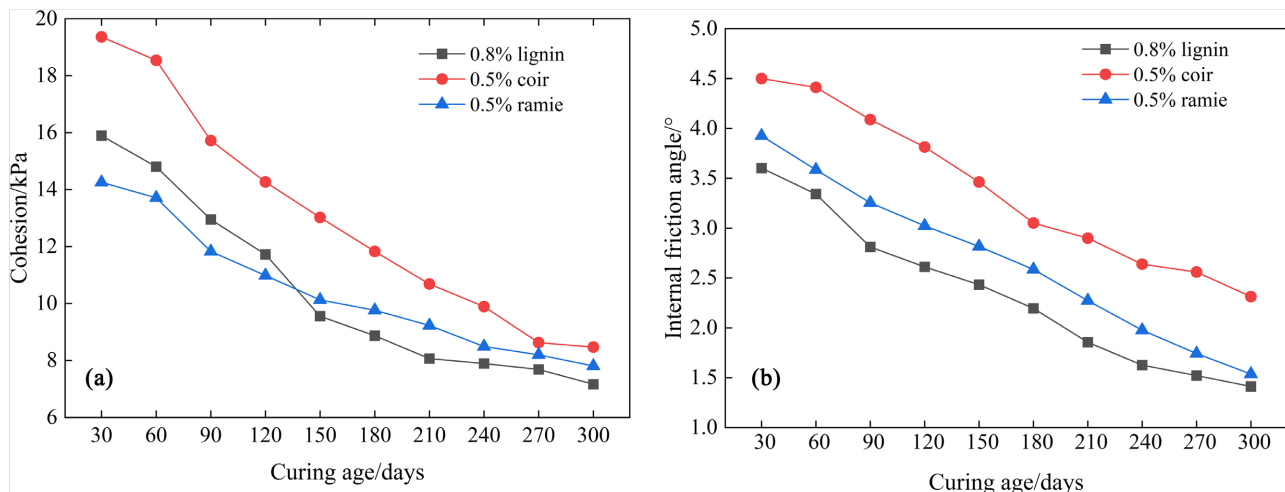 20
18
16
14
12
10
8
6
Cohesion/kPa
0.8% lignin
0.5% coir
0.5% ramie
(a)
30 60 90 120 150 180 210 240 270 300
Curing age/days
5.0
4.5
4.0
3.5
3.0
2.5
2.0
1.5
1.0
Internal friction angle/°
0.8% lignin
0.5% coir
0.5% ramie
(b)
30 60 90 120 150 180 210 240 270 300
Curing age/days